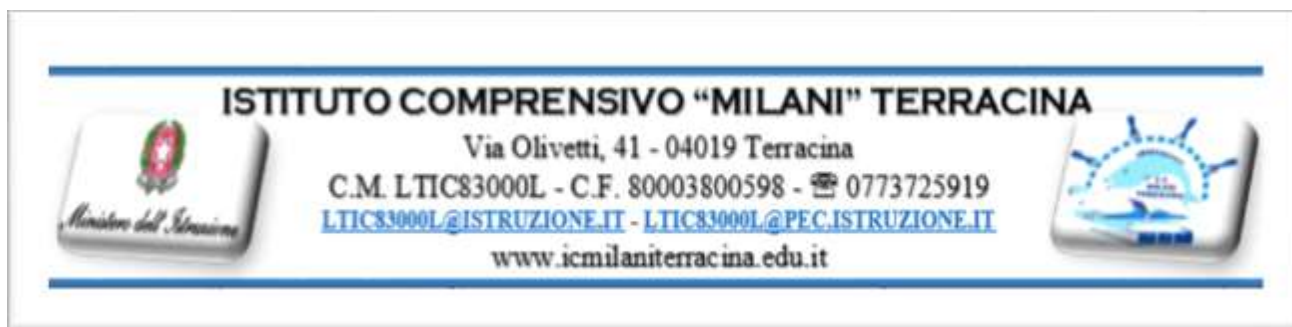 ISTITUTO COMPRENSIVO “MILANI” TERRACINA
Via Olivetti, 41 - 04019 Terracina
C.M. LTIC83000L - C.F. 80003800598 - ☎ 0773725919
LTIC83000L@ISTRUZIONE.IT - LTIC83000L@PEC.ISTRUZIONE.IT
www.icmilaniterracina.edu.it
Ministero dell'Istruzione